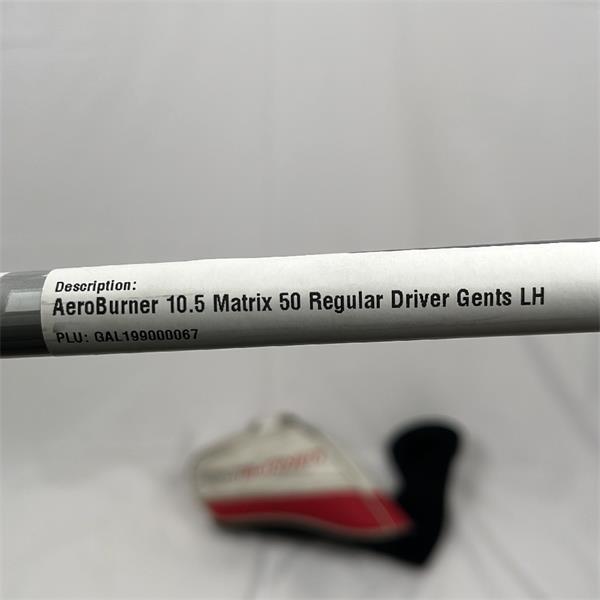 Description:
AeroBurner 10.5 Matrix 50 Regular Driver Gents LH
PLU: GAL199000067